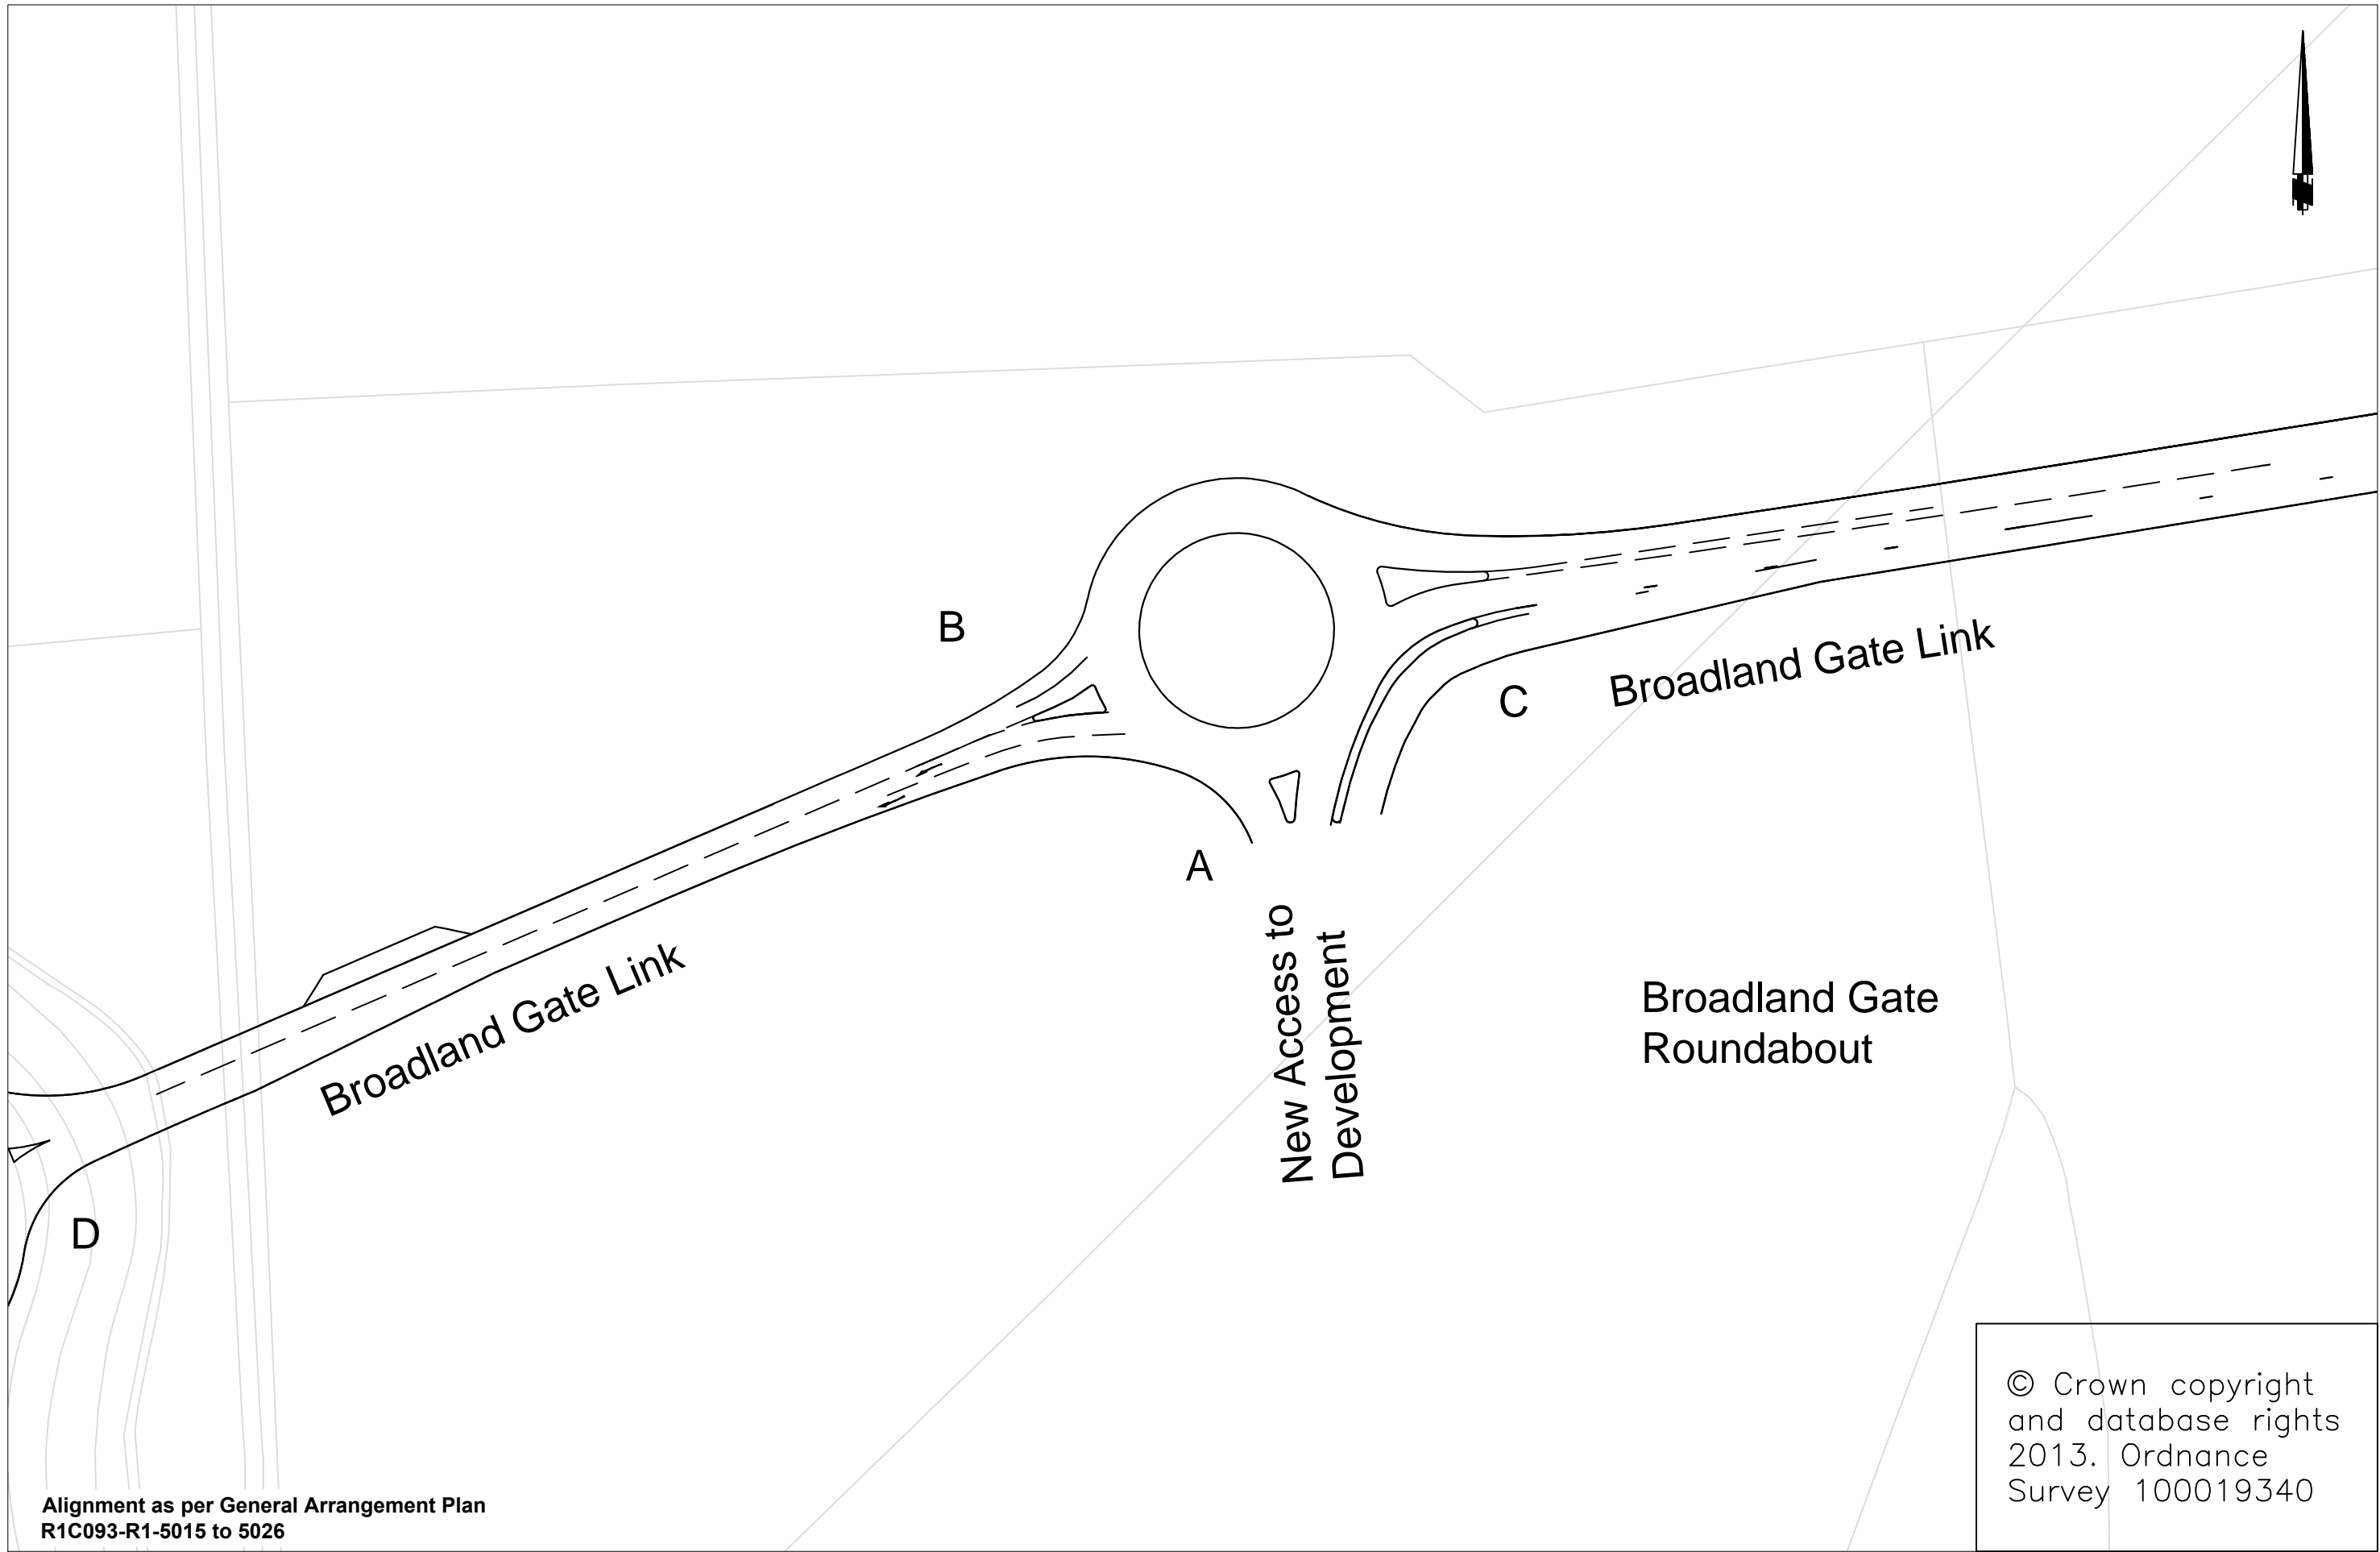 B
Broadland Gate Link
C
A
New Access to
Development
Broadland Gate Link
Broadland Gate
Roundabout
D
© Crown copyright
and database rights
2013. Ordnance
Survey 100019340
Alignment as per General Arrangement Plan
R1C093-R1-5015 to 5026